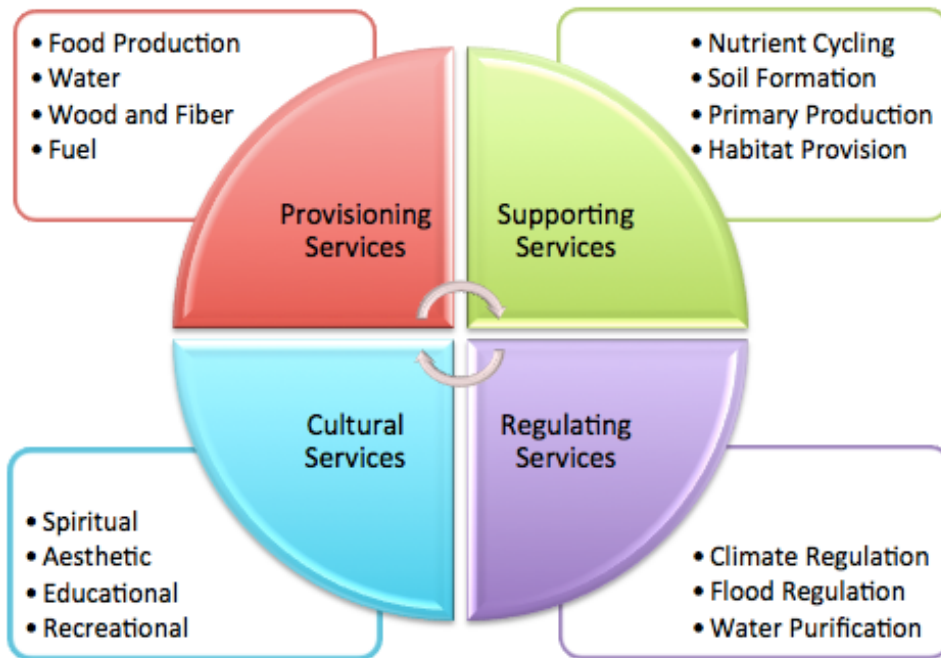 • Food Production
• Water
• Wood and Fiber
• Fuel
• Nutrient Cycling
• Soil Formation
• Primary Production
• Habitat Provision
Provisioning
Services
Supporting
Services
Cultural
Services
Regulating
Services
• Spiritual
• Aesthetic
• Educational
• Recreational
• Climate Regulation
• Flood Regulation
• Water Purification